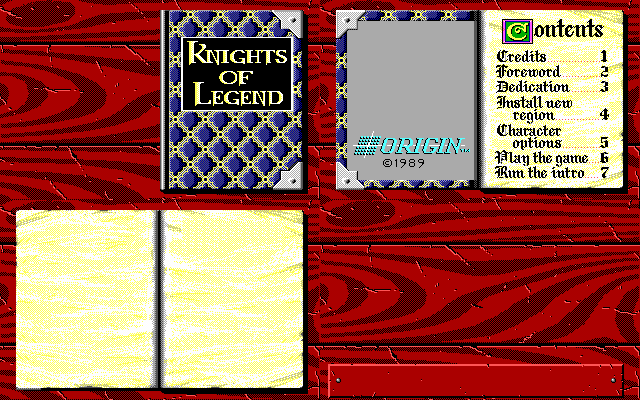 KNIGHTS
OF
LEGEND
ORIGIN
©1989
Contents
Credits 1
Foreword 2
Dedication 3
Install new
region 4
Character
options 5
Play the game 6
Run the intro 7